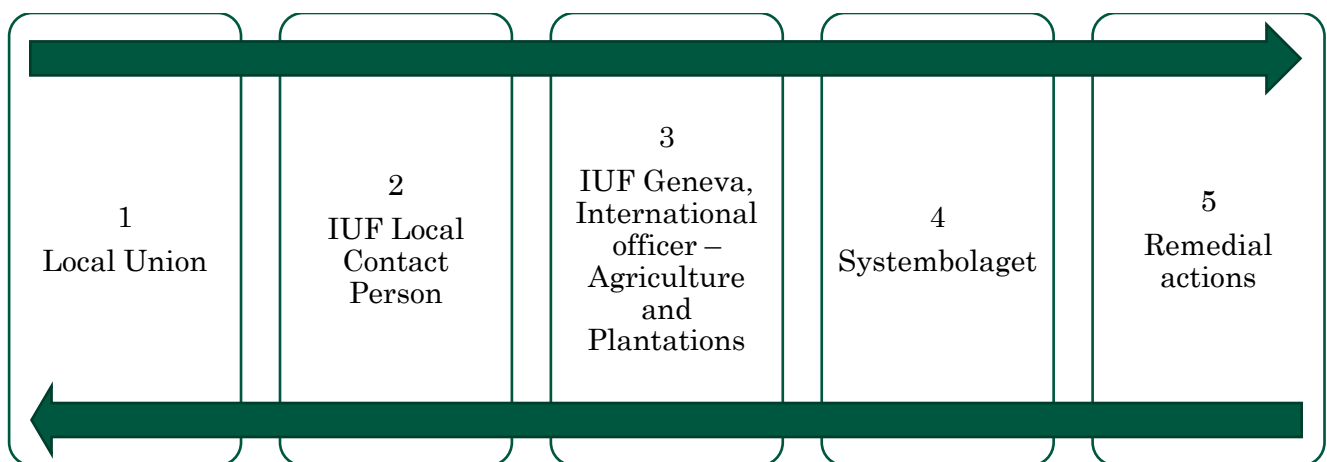 1
Local Union
2
IUF Local
Contact
Person
3
IUF Geneva,
International
officer –
Agriculture
and
Plantations
4
Systembolaget
5
Remedial
actions